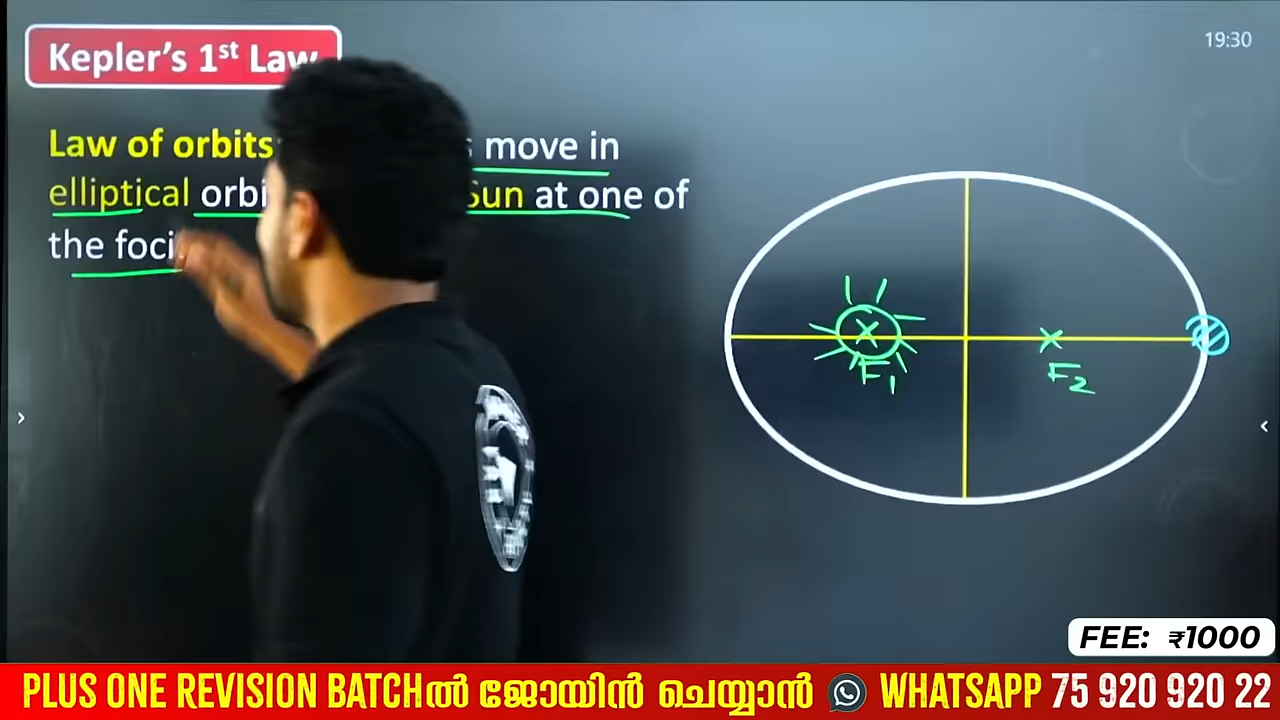 Kepler's 1st Law
19:30
Law of orbits move in
elliptical Sun at one of
the foci
F1
F2
FEE: ₹1000
PLUS ONE REVISION BATCHൽ ജോയിൻ ചെയ്യാൻ WHATSAPP 75 920 920 22